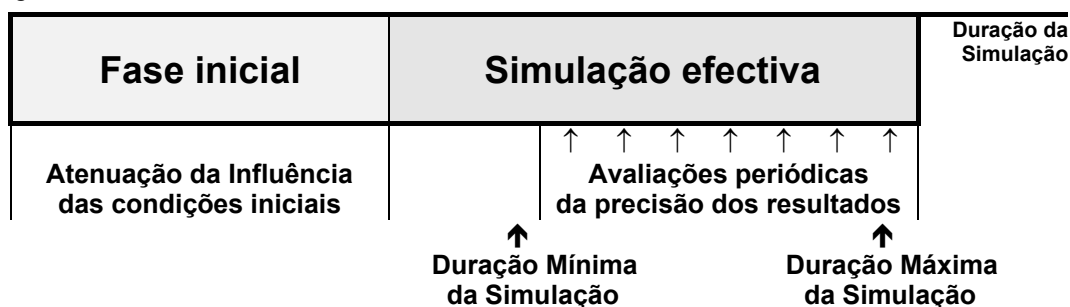 Fase inicial
Simulação efectiva
Duração da
Simulação
↑ ↑ ↑ ↑ ↑ ↑ ↑
Atenuação da Influência
das condições iniciais
Avaliações periódicas
da precisão dos resultados
Duração Mínima
da Simulação
Duração Máxima
da Simulação